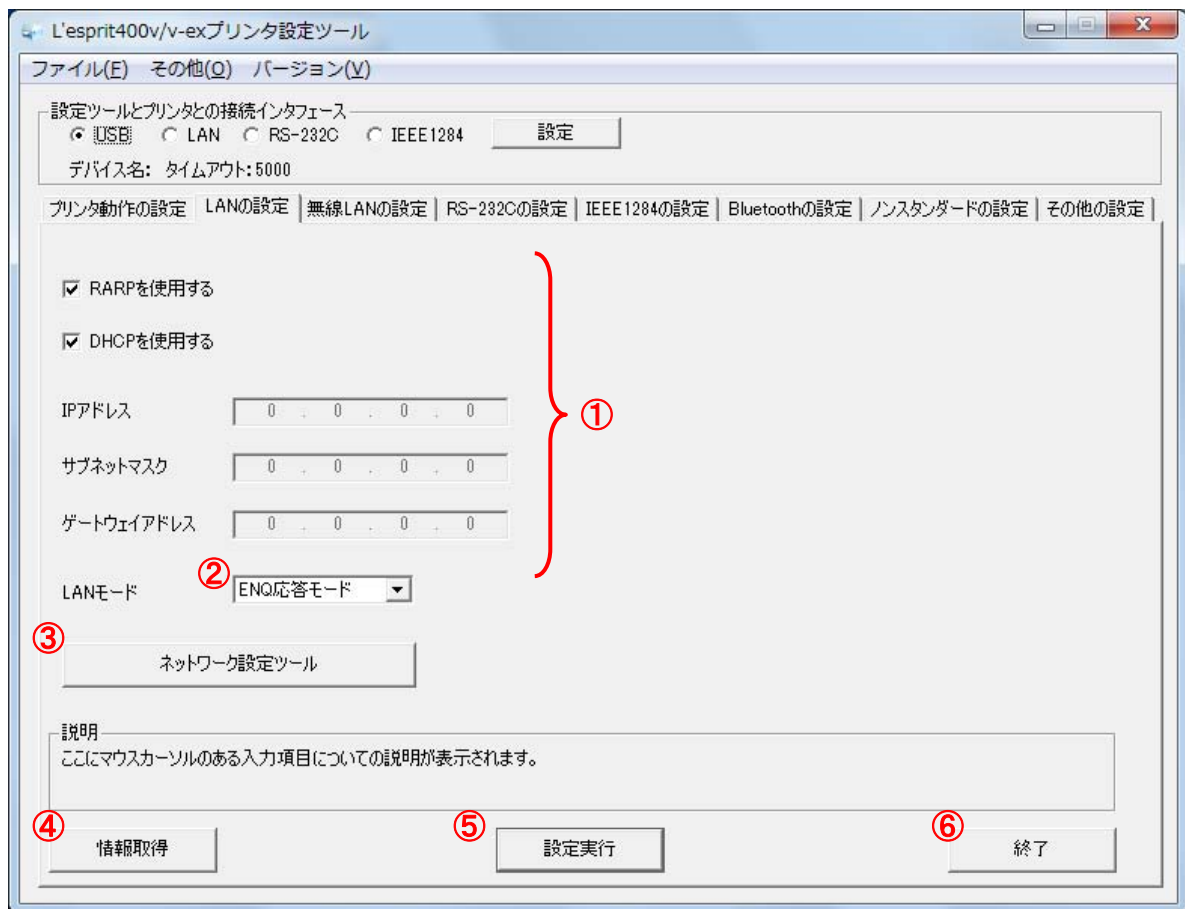 L'esprit400v/v-exプリンタ設定ツール
ファイル(F) その他(O) バージョン(V)
設定ツールとプリンタとの接続インタフェース
USB LAN RS-232C IEEE1284 設定
デバイス名: タイムアウト:5000
プリンタ動作の設定 LANの設定 無線LANの設定 RS-232Cの設定 IEEE1284の設定 Bluetoothの設定 ノンスタンダードの設定 その他の設定
RARPを使用する
DHCPを使用する
IPアドレス 0 . 0 . 0 . 0
①
サブネットマスク 0 . 0 . 0 . 0
ゲートウェイアドレス 0 . 0 . 0 . 0
LANモード ② ENQ応答モード
③ ネットワーク設定ツール
説明
ここにマウスカーソルのある入力項目についての説明が表示されます。
④ 情報取得 ⑤ 設定実行 ⑥ 終了